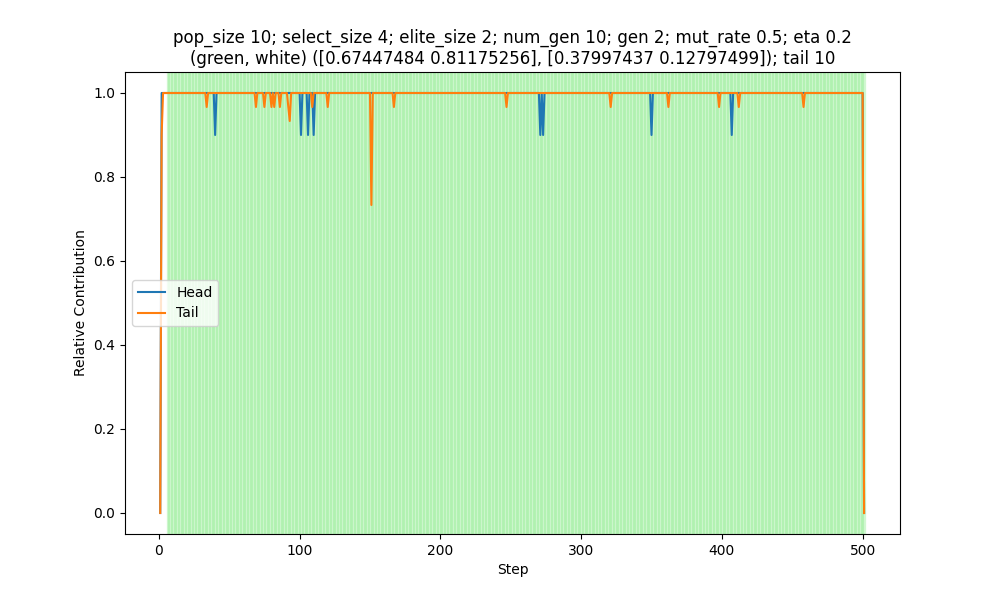 pop_size 10; select_size 4; elite_size 2; num_gen 10; gen 2; mut_rate 0.5; eta 0.2
(green, white) ([0.67447484 0.81175256], [0.37997437 0.12797499]); tail 10
1.0
0.8
0.6
0.4
0.2
0.0
Relative Contribution
Head
Tail
0
100
200
300
400
500
Step